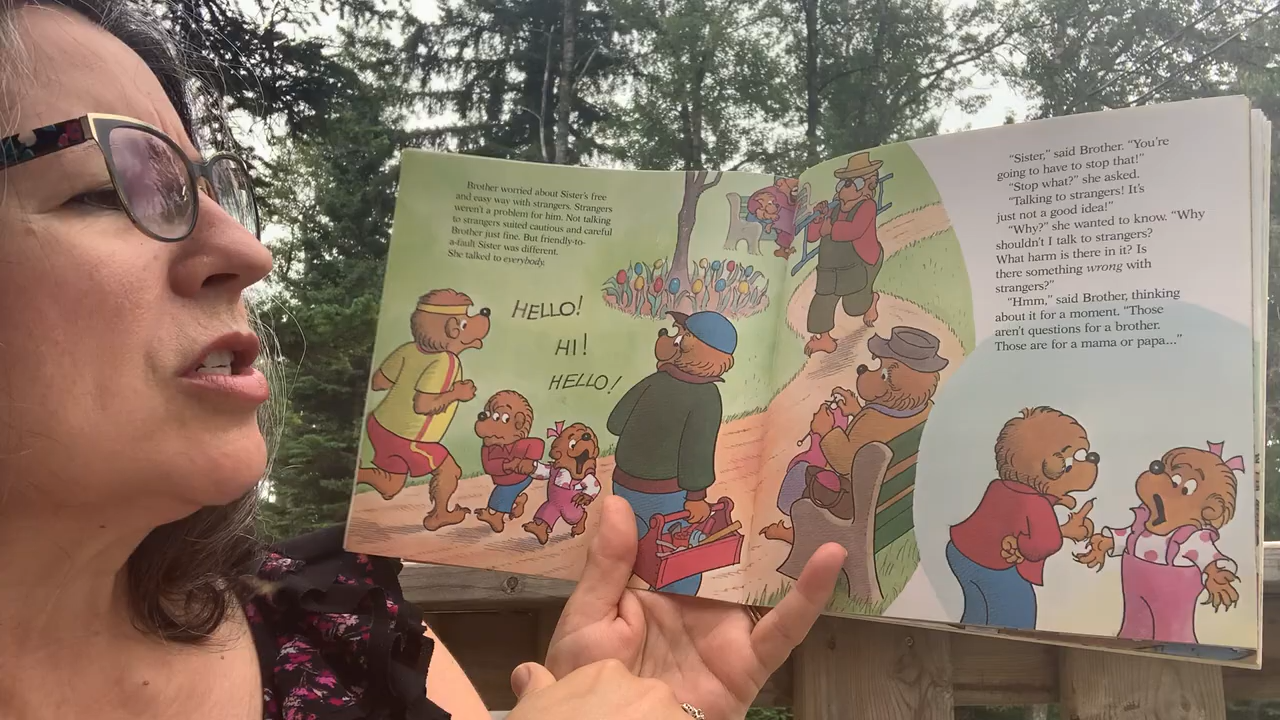 Brother worried about Sister's free
and easy way with strangers. Strangers
weren't a problem for him. Not talking
to strangers suited cautious and careful
Brother just fine. But friendly-to-
a-fault Sister was different.
She talked to everybody.
HELLO!
HI!
HELLO!
"Sister," said Brother. "You're
going to have to stop that!"
"Stop what?" she asked.
"Talking to strangers! It's
just not a good idea!"
"Why?" she wanted to know. "Why
shouldn't I talk to strangers?
What harm is there in it? Is
there something wrong with
strangers?"
"Hmm," said Brother, thinking
about it for a moment. "Those
aren't questions for a brother.
Those are for a mama or papa..."